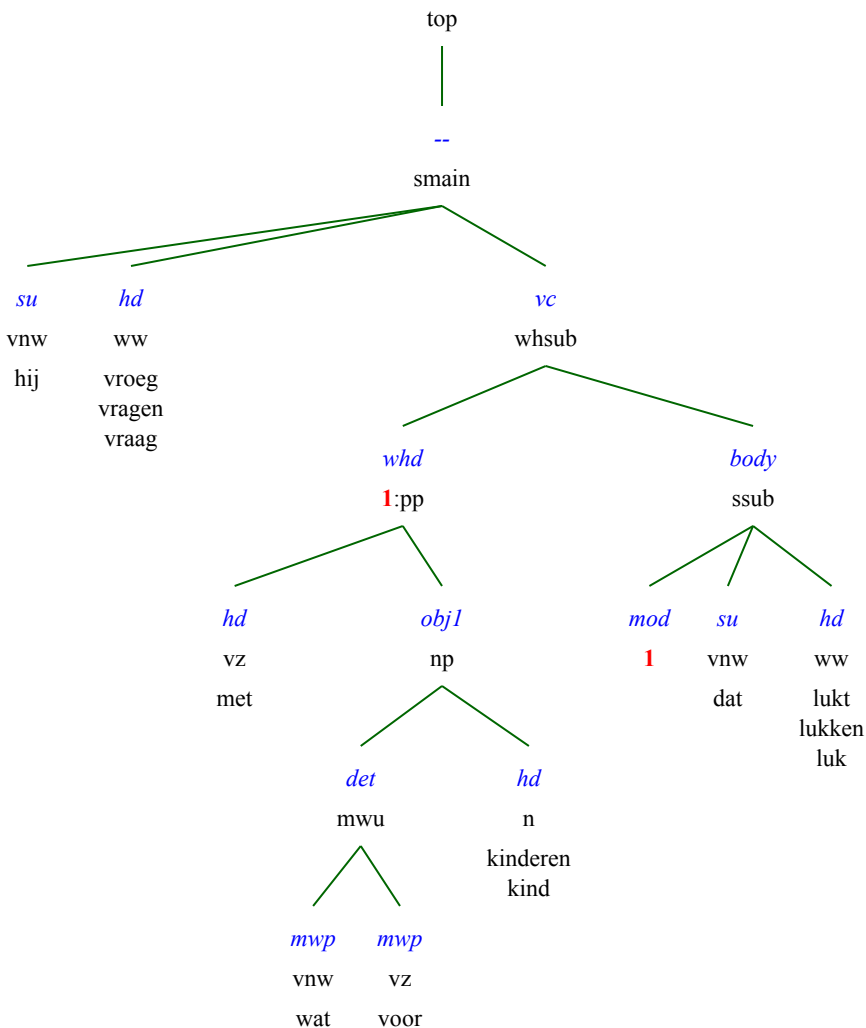 top
--
smain
su hd vc
vnw ww whsub
hij vroeg
vragen
vraag
whd body
1:pp ssub
hd obj1 mod su hd
vz np 1 vnw ww
met dat lukt
lukken
luk
det hd
mwu n
kinderen
kind
mwp mwp
vnw vz
wat voor